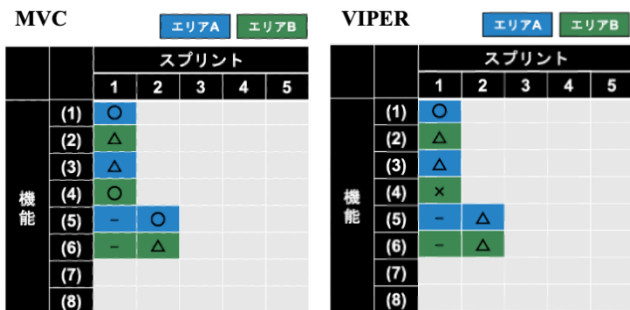 MVC
エリアA エリアB
スプリント
1 2 3 4 5
機能
(1) ○
(2) △
(3) △
(4) ○
(5) − ○
(6) − △
(7)
(8)
VIPER
エリアA エリアB
スプリント
1 2 3 4 5
機能
(1) ○
(2) △
(3) △
(4) ×
(5) − △
(6) − △
(7)
(8)